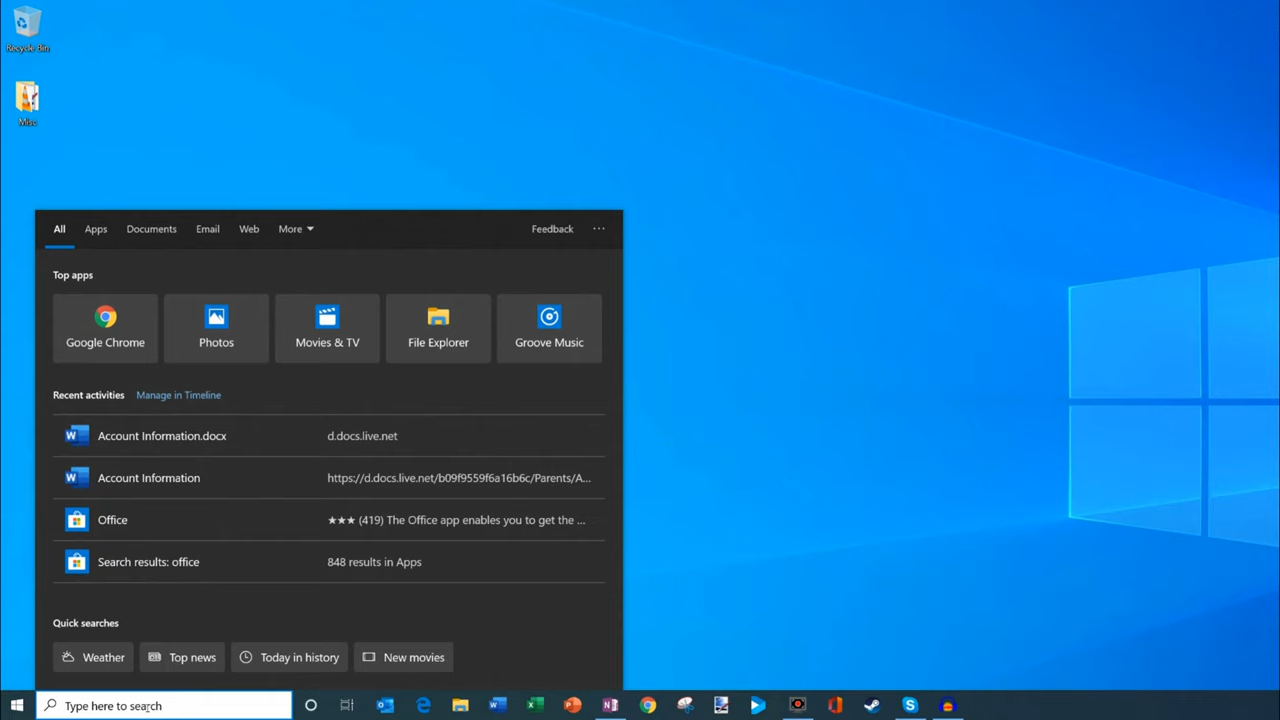 Recycle Bin
Misc
All Apps Documents Email Web More Feedback ···
Top apps
Google Chrome Photos Movies & TV File Explorer Groove Music
Recent activities Manage in Timeline
Account Information.docx d.docs.live.net
Account Information https://d.docs.live.net/b09f9559f6a16b6c/Parents/A...
Office ★★★ (419) The Office app enables you to get the ...
Search results: office 848 results in Apps
Quick searches
Weather Top news Today in history New movies
Type here to search